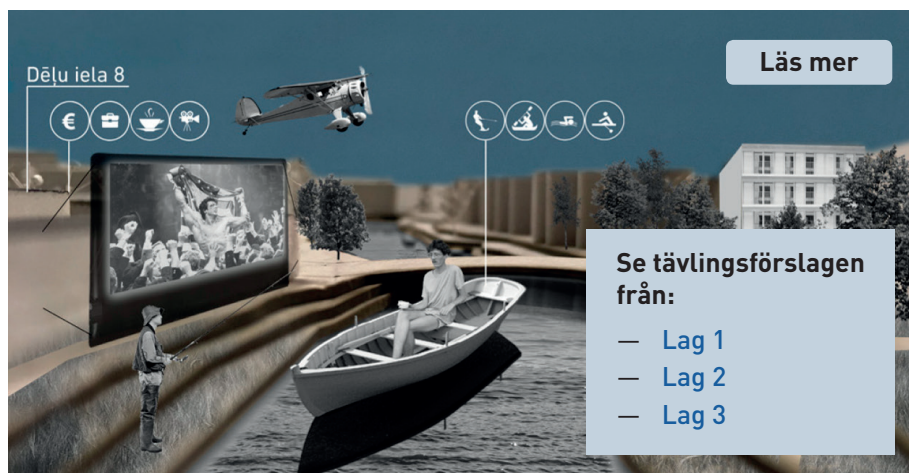 Läs mer
Dēļu iela 8
€
Se tävlingsförslagen
från:
— Lag 1
— Lag 2
— Lag 3